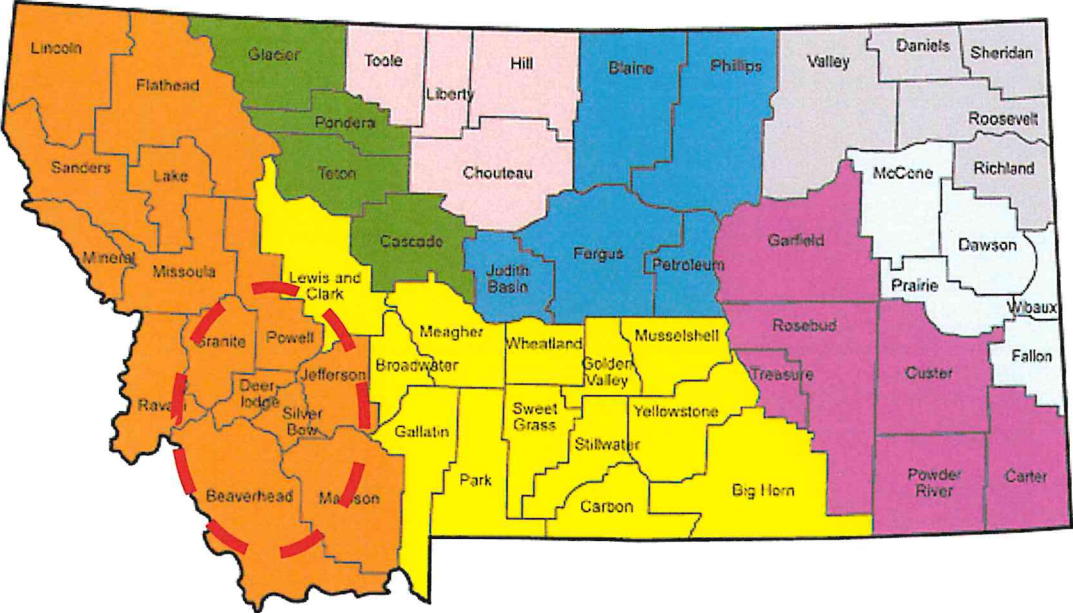 Lincoln
Flathead
Glacier
Toole
Liberty
Hill
Blaine
Phillips
Valley
Daniels
Sheridan
Roosevelt
Pondera
Sanders
Lake
Teton
Chouteau
McCone
Richland
Mineral
Missoula
Cascade
Lewis and
Clark
Judith
Basin
Fergus
Petroleum
Garfield
Dawson
Prairie
Wibaux
Granite
Powell
Meagher
Broadwater
Wheatland
Golden
Valley
Musselshell
Rosebud
Treasure
Custer
Fallon
Jefferson
Deer
lodge
Silver
Bow
Gallatin
Sweet
Grass
Stillwater
Yellowstone
Beaverhead
Park
Carbon
Big Horn
Powder
River
Carter